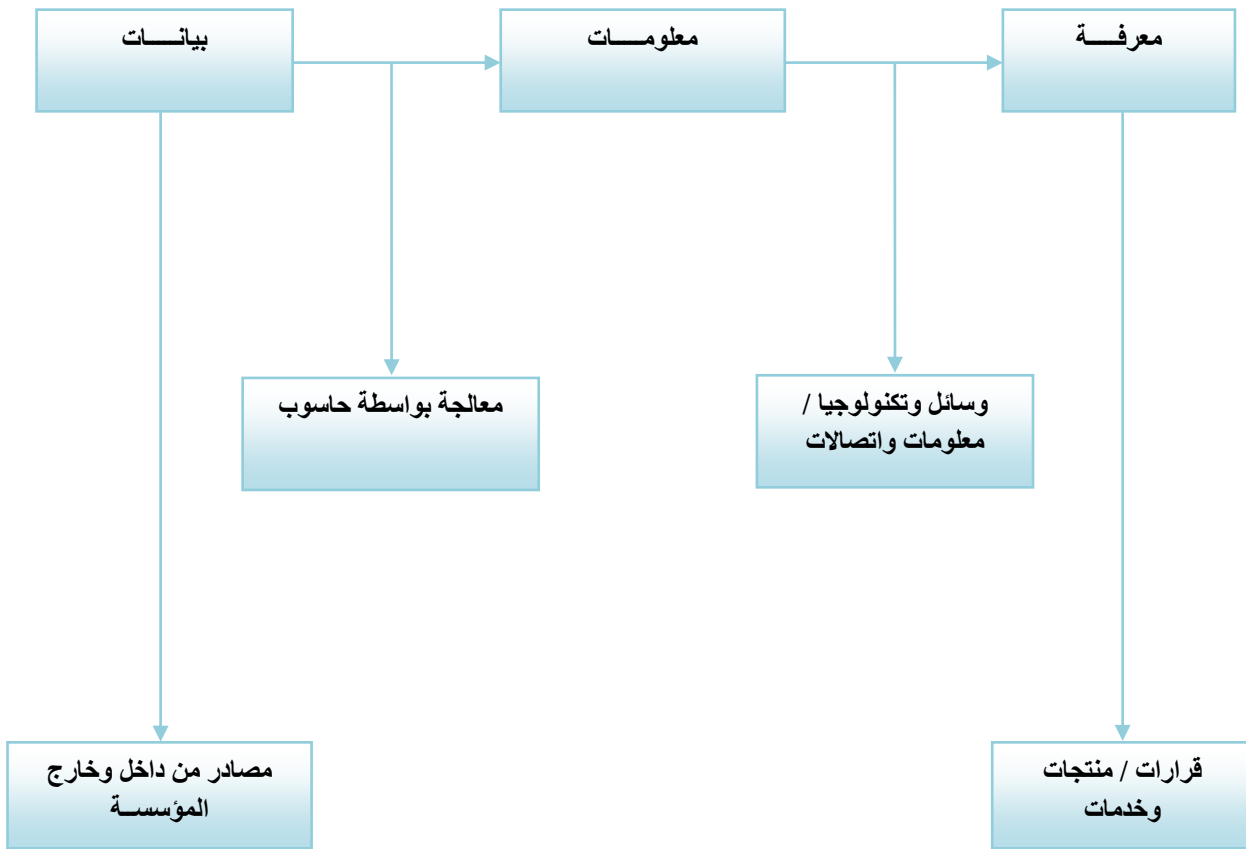 بيانـــات
معلومـــات
معرفـــة
معالجة بواسطة حاسوب
وسائل وتكنولوجيا /
معلومات واتصالات
مصادر من داخل وخارج
المؤسســة
قرارات / منتجات
وخدمات